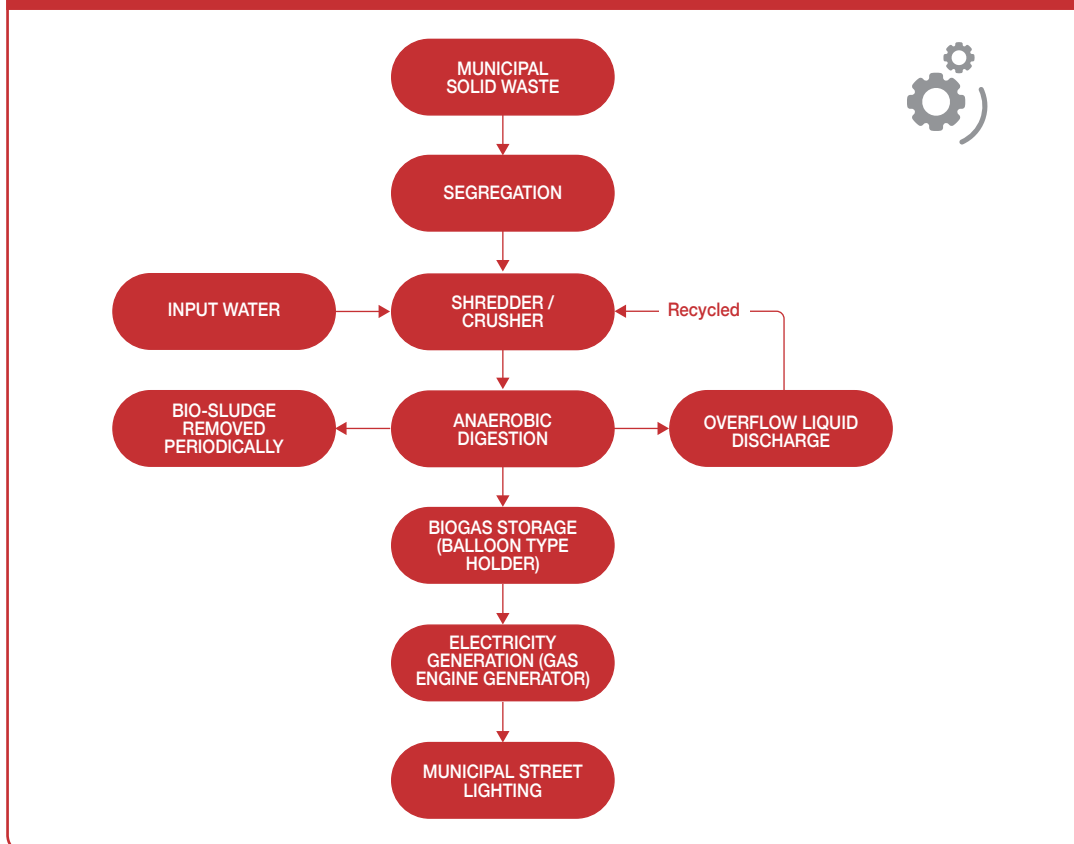 MUNICIPAL
SOLID WASTE
SEGREGATION
INPUT WATER
SHREDDER /
CRUSHER
Recycled
BIO-SLUDGE
REMOVED
PERIODICALLY
ANAEROBIC
DIGESTION
OVERFLOW LIQUID
DISCHARGE
BIOGAS STORAGE
(BALLOON TYPE
HOLDER)
ELECTRICITY
GENERATION (GAS
ENGINE GENERATOR)
MUNICIPAL STREET
LIGHTING